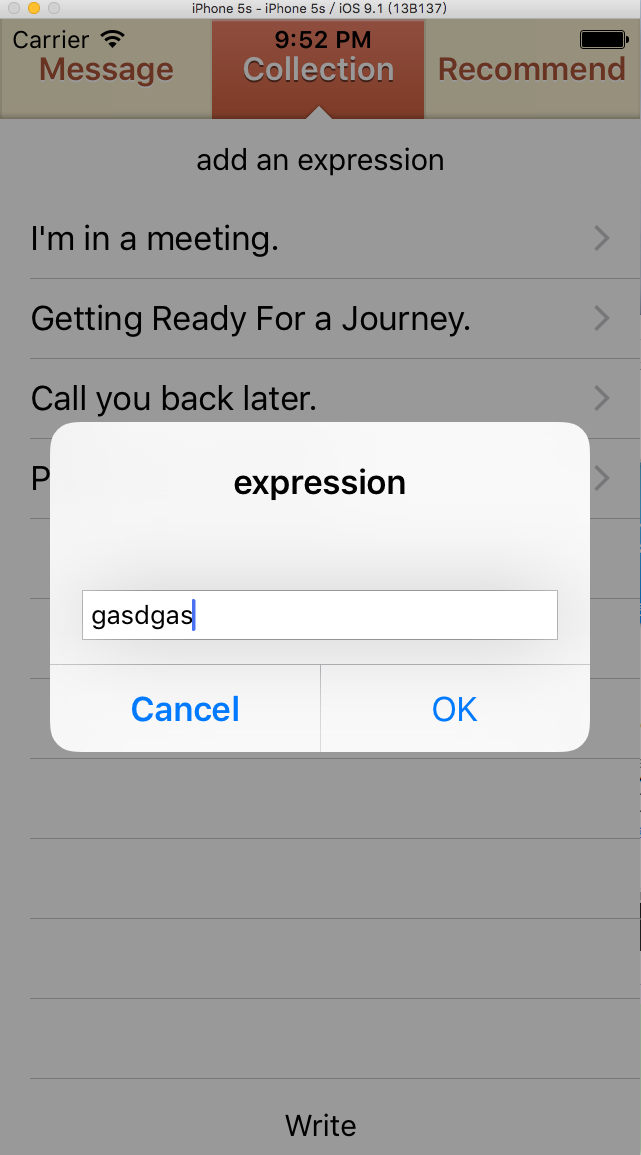 iPhone 5s - iPhone 5s / iOS 9.1 (13B137)
Carrier 9:52 PM
Message Collection Recommend
add an expression
I'm in a meeting.
Getting Ready For a Journey.
Call you back later.
P
expression
gasdgas
Cancel OK
Write